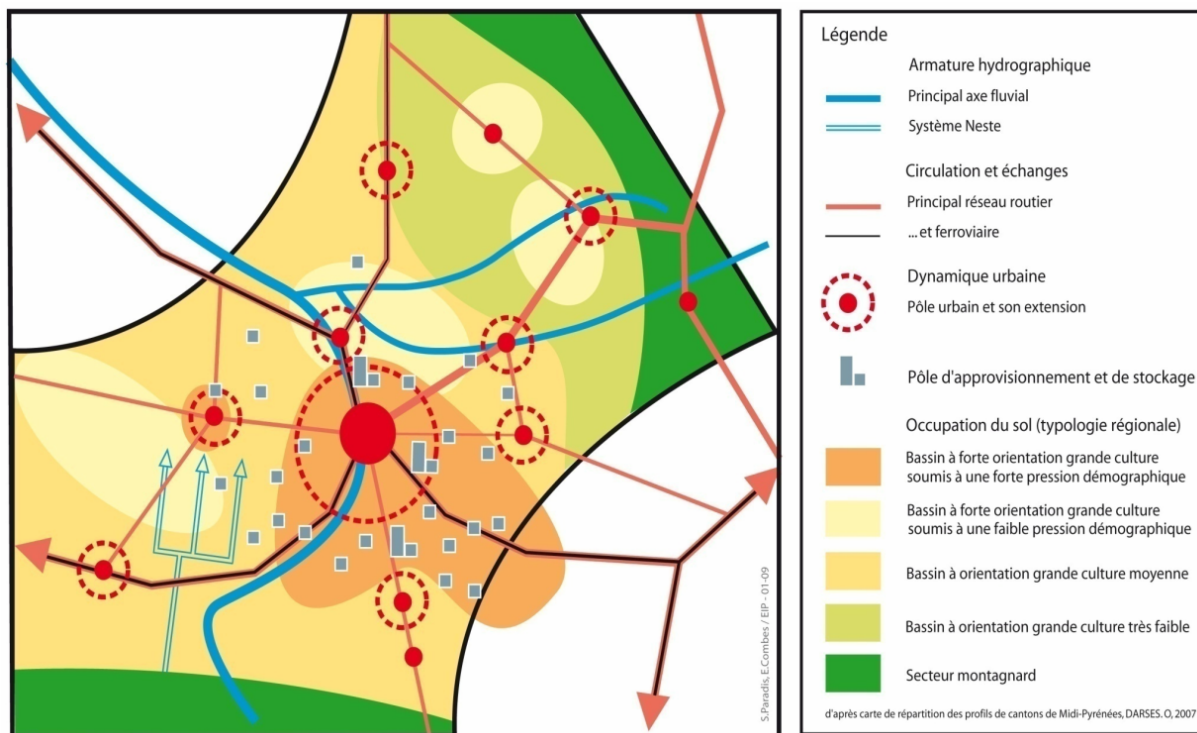 Légende
Armature hydrographique
Principal axe fluvial
Système Neste
Circulation et échanges
Principal réseau routier
... et ferroviaire
Dynamique urbaine
Pôle urbain et son extension
Pôle d'approvisionnement et de stockage
Occupation du sol (typologie régionale)
Bassin à forte orientation grande culture
soumis à une forte pression démographique
Bassin à forte orientation grande culture
soumis à une faible pression démographique
Bassin à orientation grande culture moyenne
Bassin à orientation grande culture très faible
Secteur montagnard
d'après carte de répartition des profils de cantons de Midi-Pyrénées, DARSES. O, 2007
S.Paradis, E.Combes / EIP - 01-09